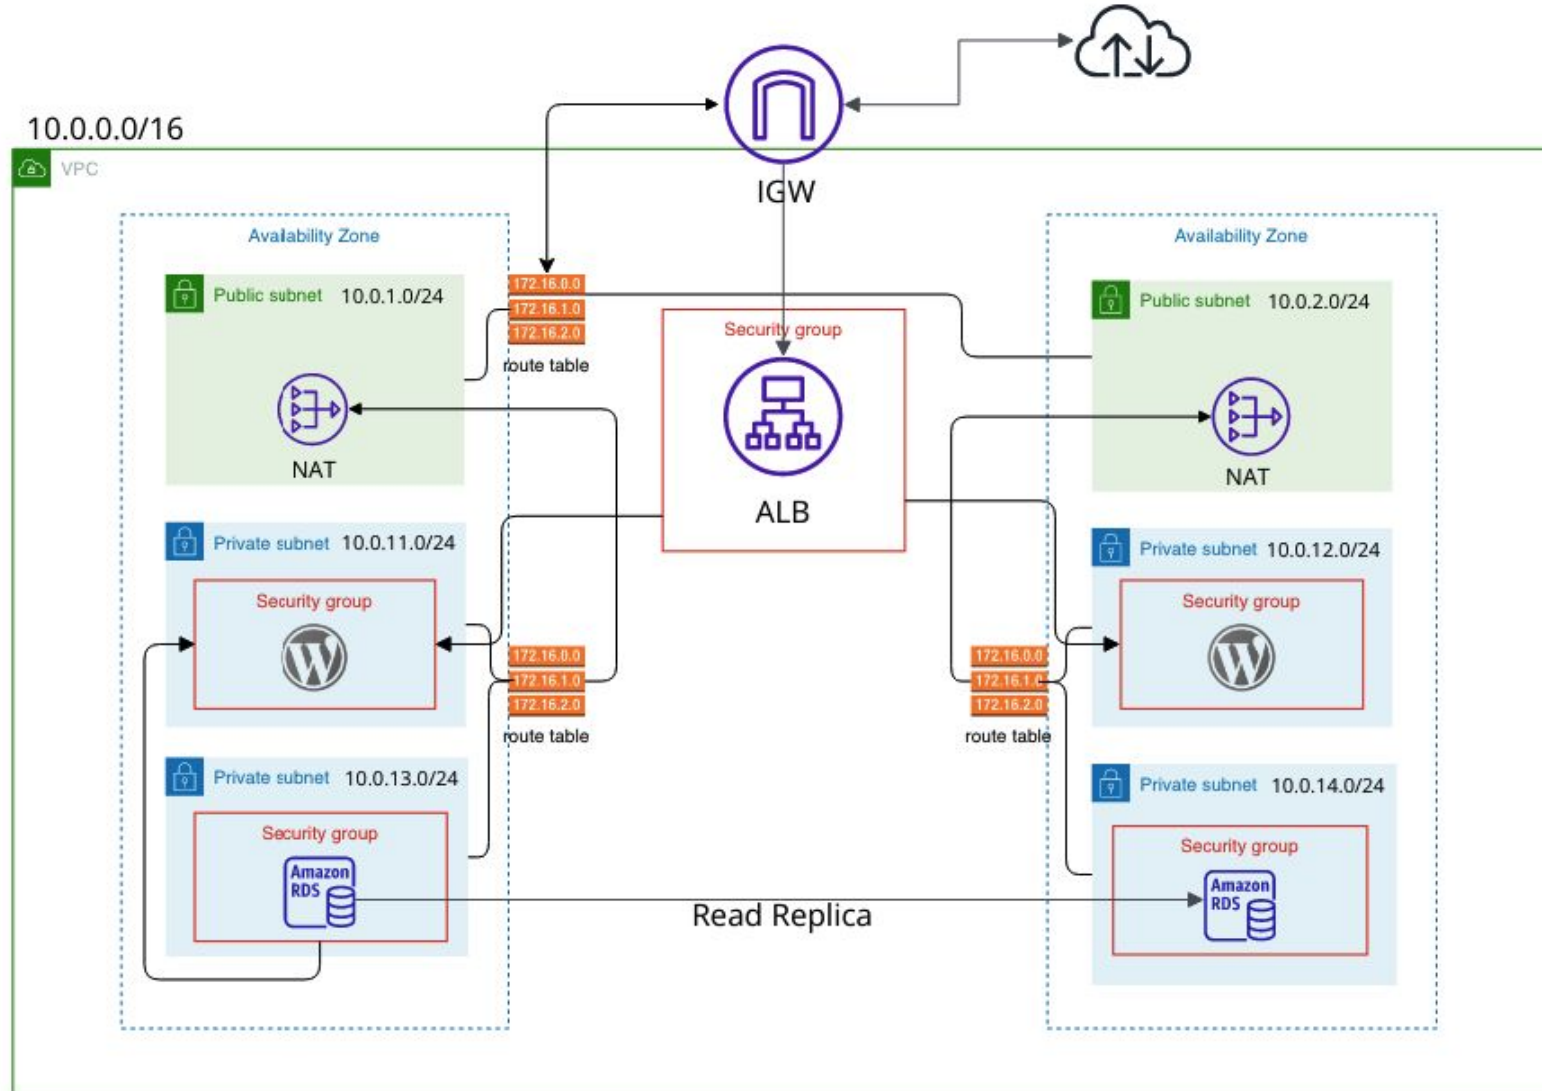 10.0.0.0/16
VPC
IGW
Availability Zone
Public subnet 10.0.1.0/24
NAT
172.16.0.0
172.16.1.0
172.16.2.0
route table
Private subnet 10.0.11.0/24
Security group
172.16.0.0
172.16.1.0
172.16.2.0
route table
Private subnet 10.0.13.0/24
Security group
Amazon
RDS
Security group
ALB
Read Replica
Availability Zone
Public subnet 10.0.2.0/24
NAT
Private subnet 10.0.12.0/24
Security group
172.16.0.0
172.16.1.0
172.16.2.0
route table
Private subnet 10.0.14.0/24
Security group
Amazon
RDS